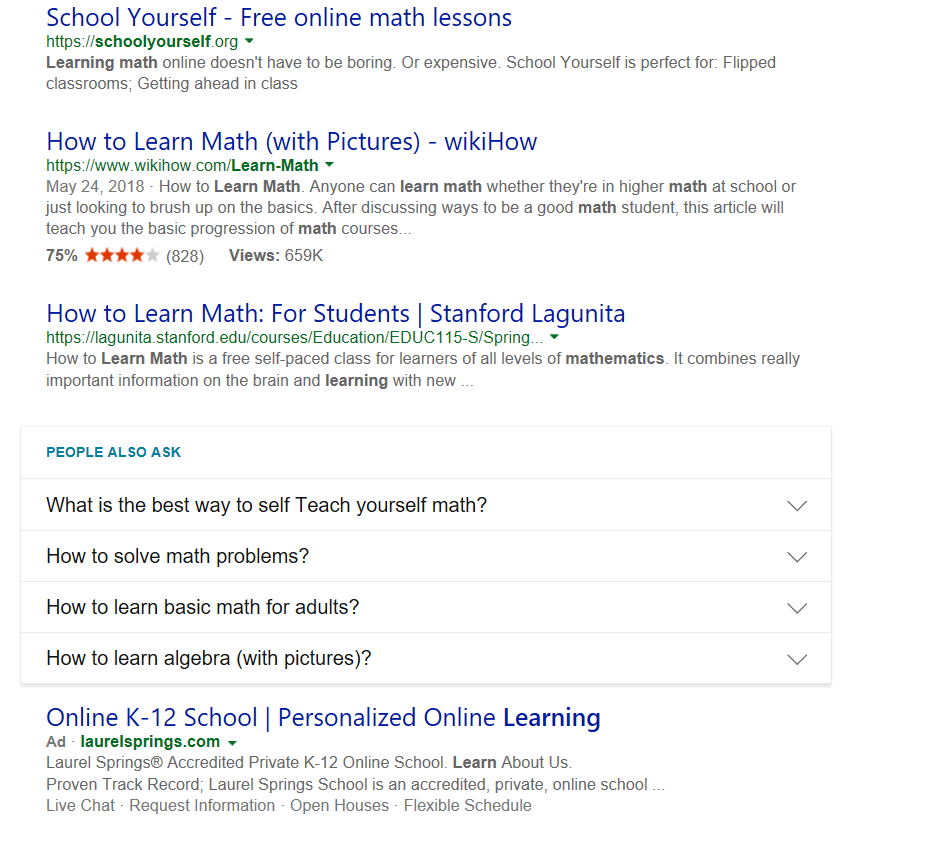 School Yourself - Free online math lessons
https://schoolyourself.org
Learning math online doesn't have to be boring. Or expensive. School Yourself is perfect for: Flipped
classrooms; Getting ahead in class
How to Learn Math (with Pictures) - wikiHow
https://www.wikihow.com/Learn-Math
May 24, 2018 · How to Learn Math. Anyone can learn math whether they're in higher math at school or
just looking to brush up on the basics. After discussing ways to be a good math student, this article will
teach you the basic progression of math courses...
75% (828) Views: 659K
How to Learn Math: For Students | Stanford Lagunita
https://lagunita.stanford.edu/courses/Education/EDUC115-S/Spring...
How to Learn Math is a free self-paced class for learners of all levels of mathematics. It combines really
important information on the brain and learning with new ...
PEOPLE ALSO ASK
What is the best way to self Teach yourself math?
How to solve math problems?
How to learn basic math for adults?
How to learn algebra (with pictures)?
Online K-12 School | Personalized Online Learning
Ad · laurelsprings.com
Laurel Springs® Accredited Private K-12 Online School. Learn About Us.
Proven Track Record; Laurel Springs School is an accredited, private, online school ...
Live Chat · Request Information · Open Houses · Flexible Schedule